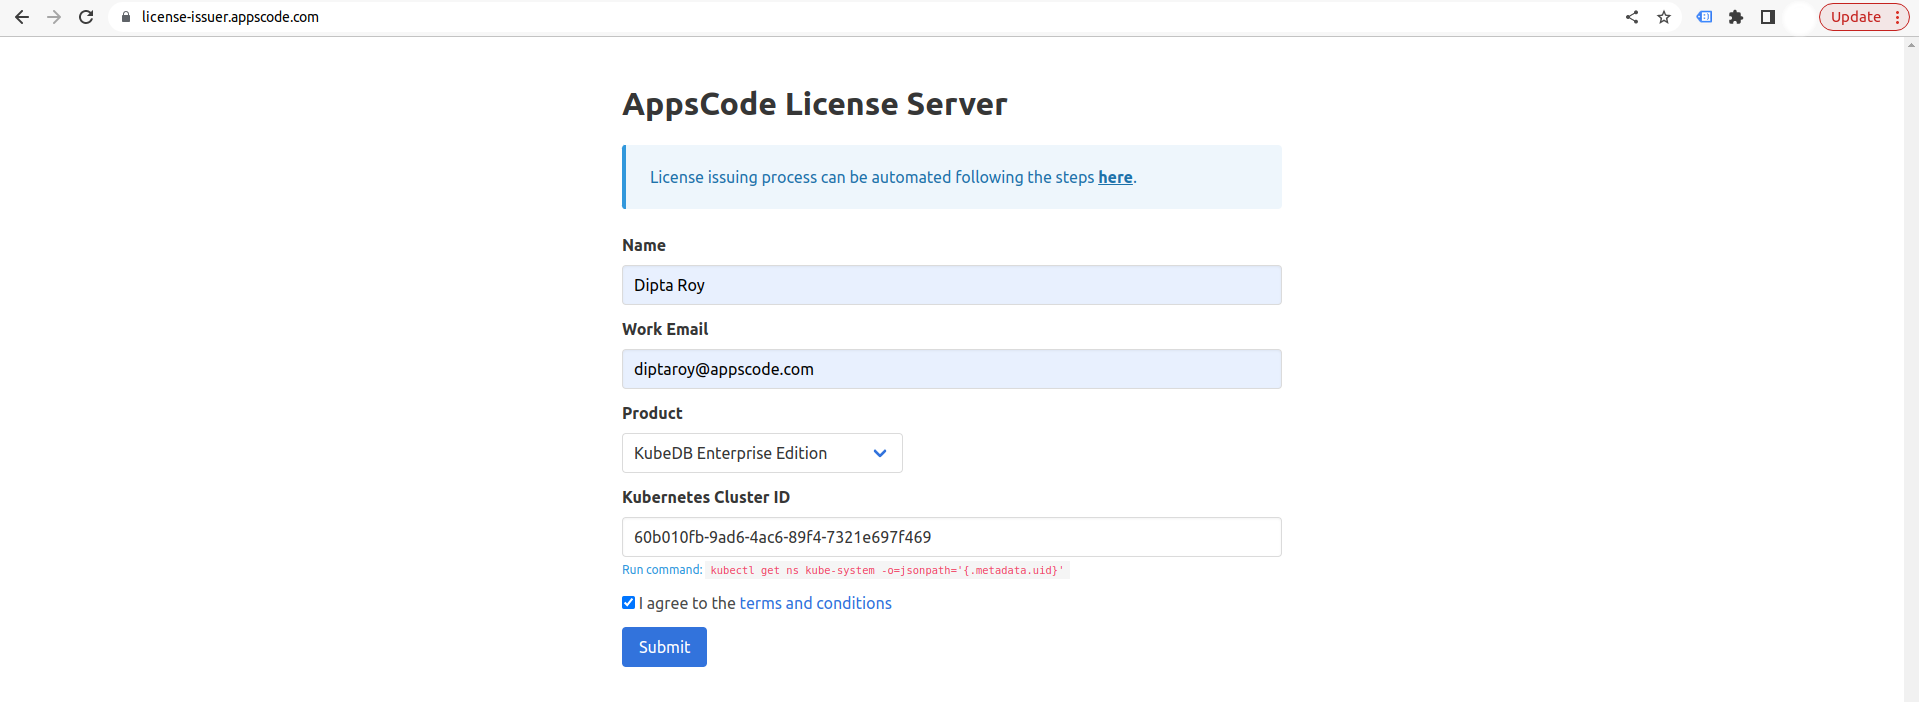 license-issuer.appscode.com
Update
AppsCode License Server
License issuing process can be automated following the steps here.
Name
Dipta Roy
Work Email
diptaroy@appscode.com
Product
KubeDB Enterprise Edition
Kubernetes Cluster ID
60b010fb-9ad6-4ac6-89f4-7321e697f469
Run command: kubectl get ns kube-system -o=jsonpath='{.metadata.uid}'
I agree to the terms and conditions
Submit